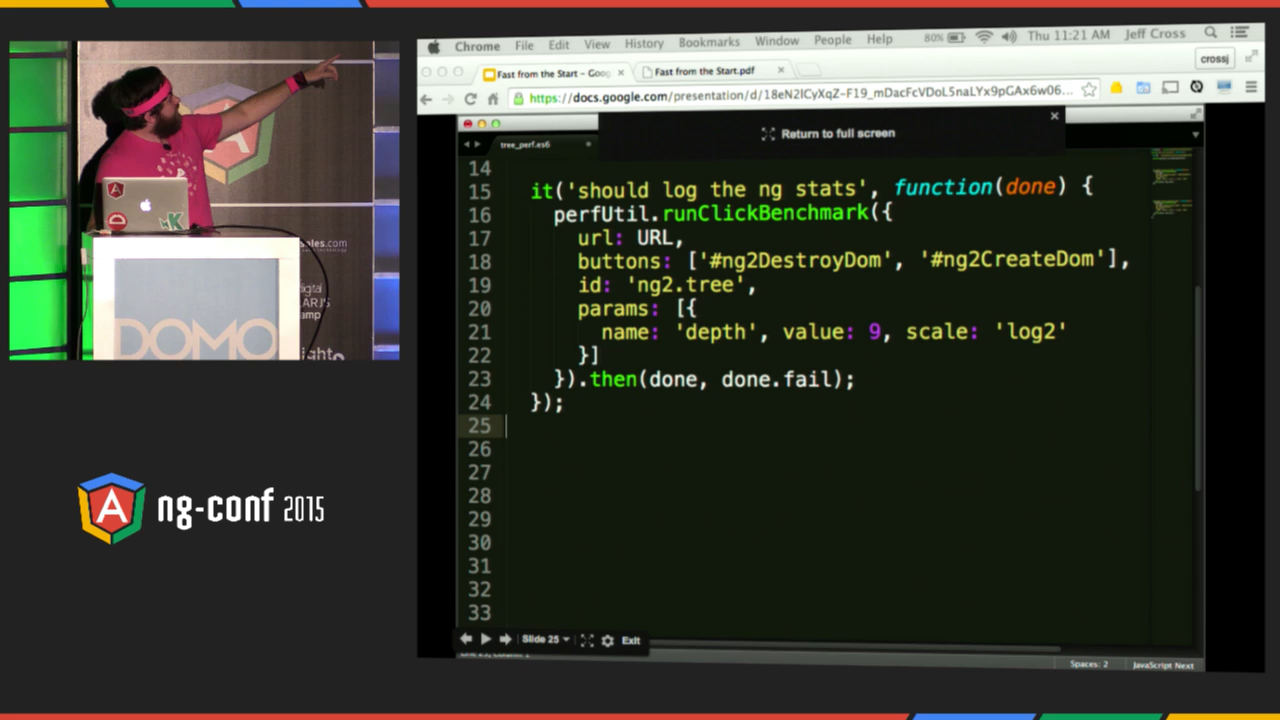 Chrome File Edit View History Bookmarks Window People Help 80% Thu 11:21 AM Jeff Cross
Fast from the Start – Goog
Fast from the Start.pdf
crossj
https://docs.google.com/presentation/d/18eN2ICyXqZ-F19_mDacFcVDoL5naLYx9pGAx6w06...
Return to full screen
tree_perf.es6
14
15 it('should log the ng stats', function(done) {
16 perfUtil.runClickBenchmark({
17 url: URL,
18 buttons: ['#ng2DestroyDom', '#ng2CreateDom'],
19 id: 'ng2.tree',
20 params: [{
21 name: 'depth', value: 9, scale: 'log2'
22 }]
23 }).then(done, done.fail);
24 });
25
26
27
28
29
30
31
32
33
Slide 25 Exit
Spaces: 2 JavaScript Next
DOMO
A ng-conf 2015